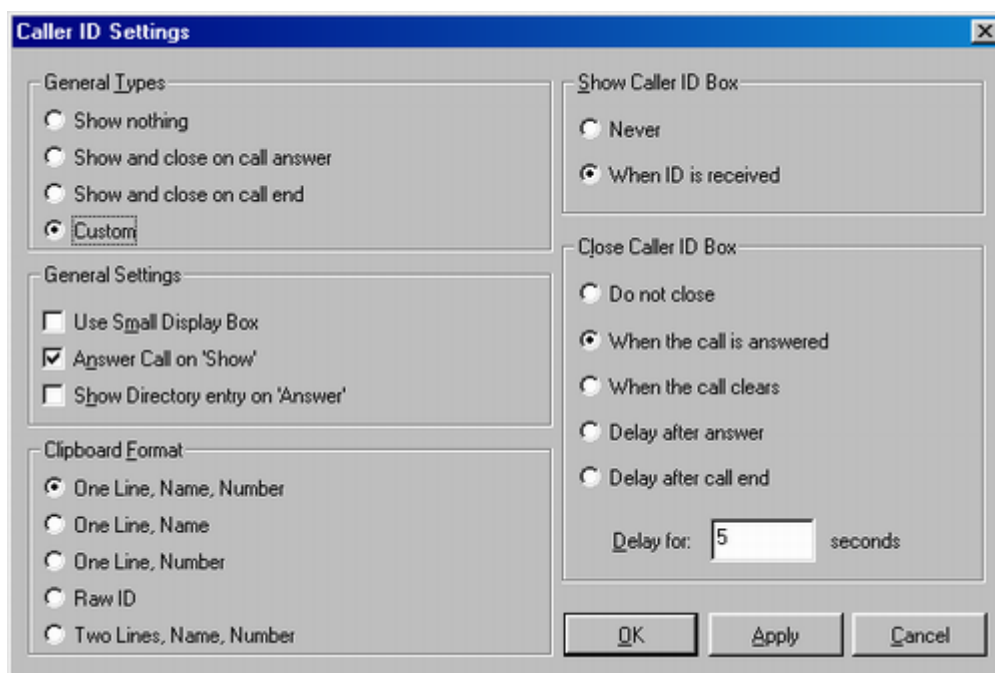 Caller ID Settings
General Types
Show nothing
Show and close on call answer
Show and close on call end
Custom
General Settings
Use Small Display Box
Answer Call on 'Show'
Show Directory entry on 'Answer'
Clipboard Format
One Line, Name, Number
One Line, Name
One Line, Number
Raw ID
Two Lines, Name, Number
Show Caller ID Box
Never
When ID is received
Close Caller ID Box
Do not close
When the call is answered
When the call clears
Delay after answer
Delay after call end
Delay for: 5 seconds
OK Apply Cancel